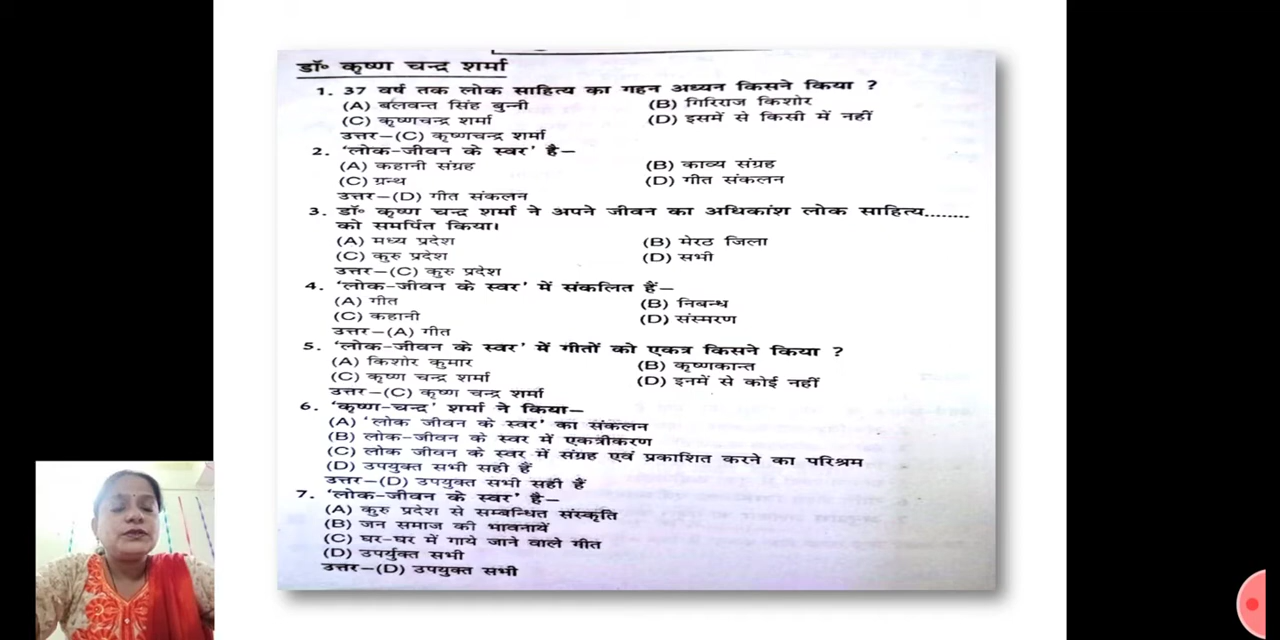 डॉ॰ कृष्ण चन्द्र शर्मा
1. 37 वर्ष तक लोक साहित्य का गहन अध्यन किसने किया ?
(A) बलवन्त सिंह बुन्नी (B) गिरिराज किशोर
(C) कृष्णचन्द्र शर्मा (D) इसमें से किसी में नहीं
उत्तर–(C) कृष्णचन्द्र शर्मा
2. 'लोक-जीवन के स्वर' है–
(A) कहानी संग्रह (B) काव्य संग्रह
(C) ग्रन्थ (D) गीत संकलन
उत्तर–(D) गीत संकलन
3. डॉ॰ कृष्ण चन्द्र शर्मा ने अपने जीवन का अधिकांश लोक साहित्य........
को समर्पित किया।
(A) मध्य प्रदेश (B) मेरठ जिला
(C) कुरु प्रदेश (D) सभी
उत्तर–(C) कुरु प्रदेश
4. 'लोक-जीवन के स्वर' में संकलित हैं–
(A) गीत (B) निबन्ध
(C) कहानी (D) संस्मरण
उत्तर–(A) गीत
5. 'लोक-जीवन के स्वर' में गीतों को एकत्र किसने किया ?
(A) किशोर कुमार (B) कृष्णकान्त
(C) कृष्ण चन्द्र शर्मा (D) इनमें से कोई नहीं
उत्तर–(C) कृष्ण चन्द्र शर्मा
6. 'कृष्ण-चन्द्र' शर्मा ने किया–
(A) 'लोक जीवन के स्वर' का संकलन
(B) लोक-जीवन के स्वर में एकत्रीकरण
(C) लोक जीवन के स्वर में संग्रह एवं प्रकाशित करने का परिश्रम
(D) उपयुक्त सभी सही हैं
उत्तर–(D) उपयुक्त सभी सही हैं
7. 'लोक-जीवन के स्वर' है–
(A) कुरु प्रदेश से सम्बन्धित संस्कृति
(B) जन समाज की भावनायें
(C) घर-घर में गाये जाने वाले गीत
(D) उपर्युक्त सभी
उत्तर–(D) उपयुक्त सभी